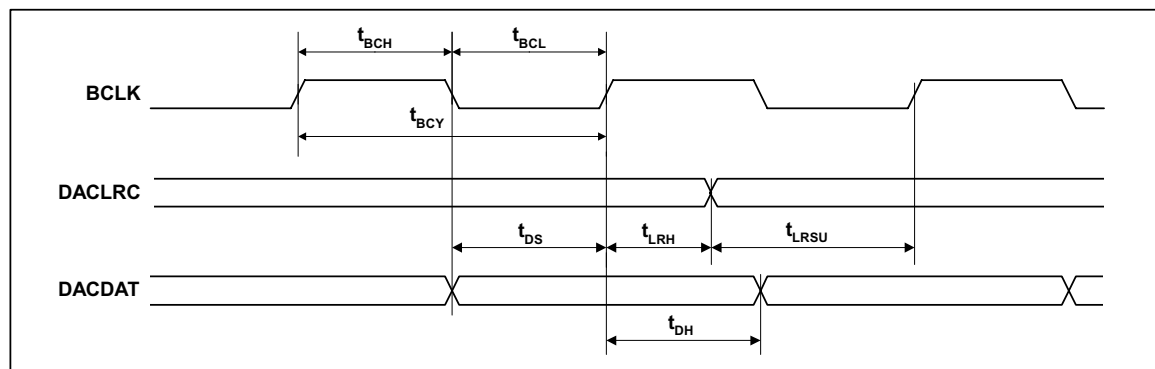 tBCH tBCL
BCLK
tBCY
DACLRC
tDS tLRH tLRSU
DACDAT
tDH